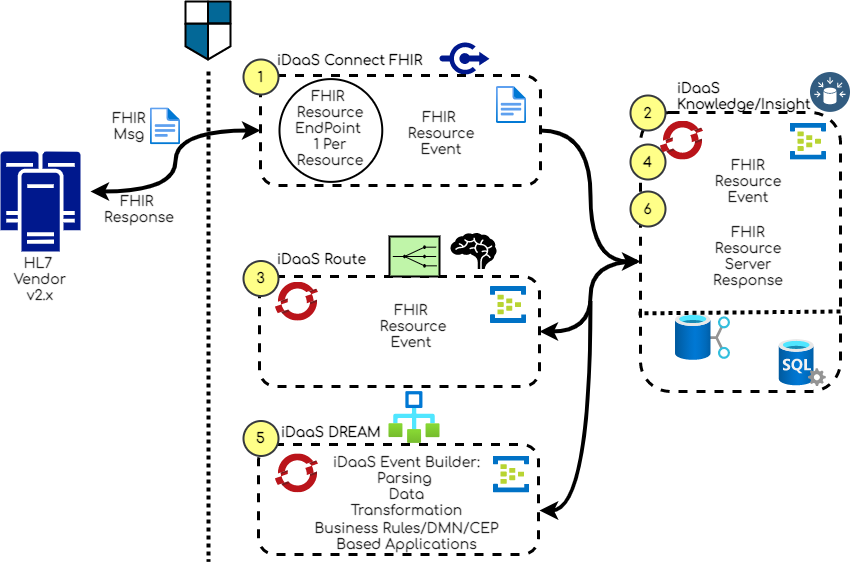 iDaaS Connect FHIR
1
FHIR
Resource
EndPoint
1 Per
Resource
FHIR
Resource
Event
FHIR
Msg
FHIR
Response
HL7
Vendor
v2.x
iDaaS
Knowledge/Insight
2
4
6
FHIR
Resource
Event
FHIR
Resource
Server
Response
SQL
iDaaS Route
3
FHIR
Resource
Event
iDaaS DREAM
5
iDaaS Event Builder:
Parsing
Data
Transformation
Business Rules/DMN/CEP
Based Applications